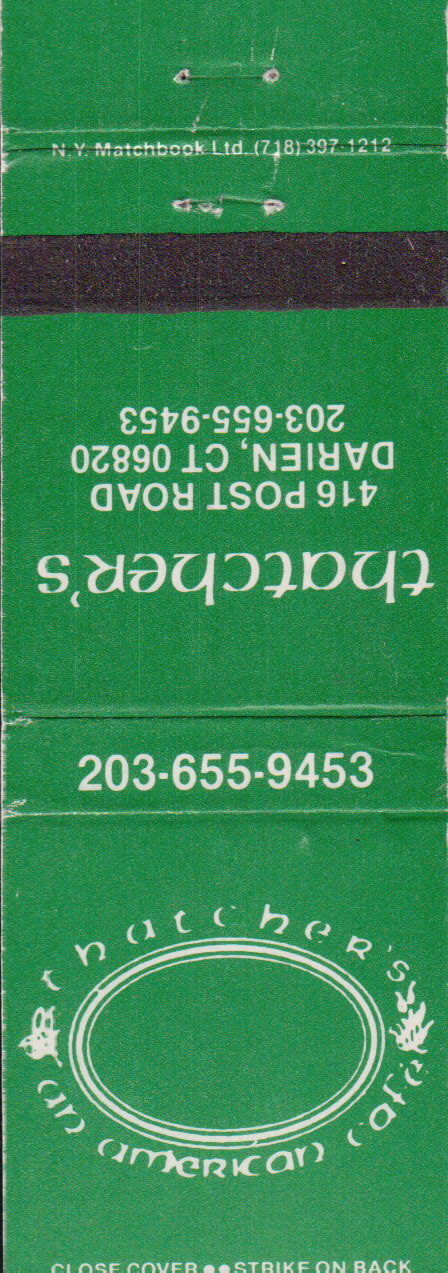 N.Y. Matchbook Ltd. (718) 397-1212
thatcher's
416 POST ROAD
DARIEN, CT 06820
203-655-9453
203-655-9453
thatcher's
an american café
CLOSE COVER ●● STRIKE ON BACK